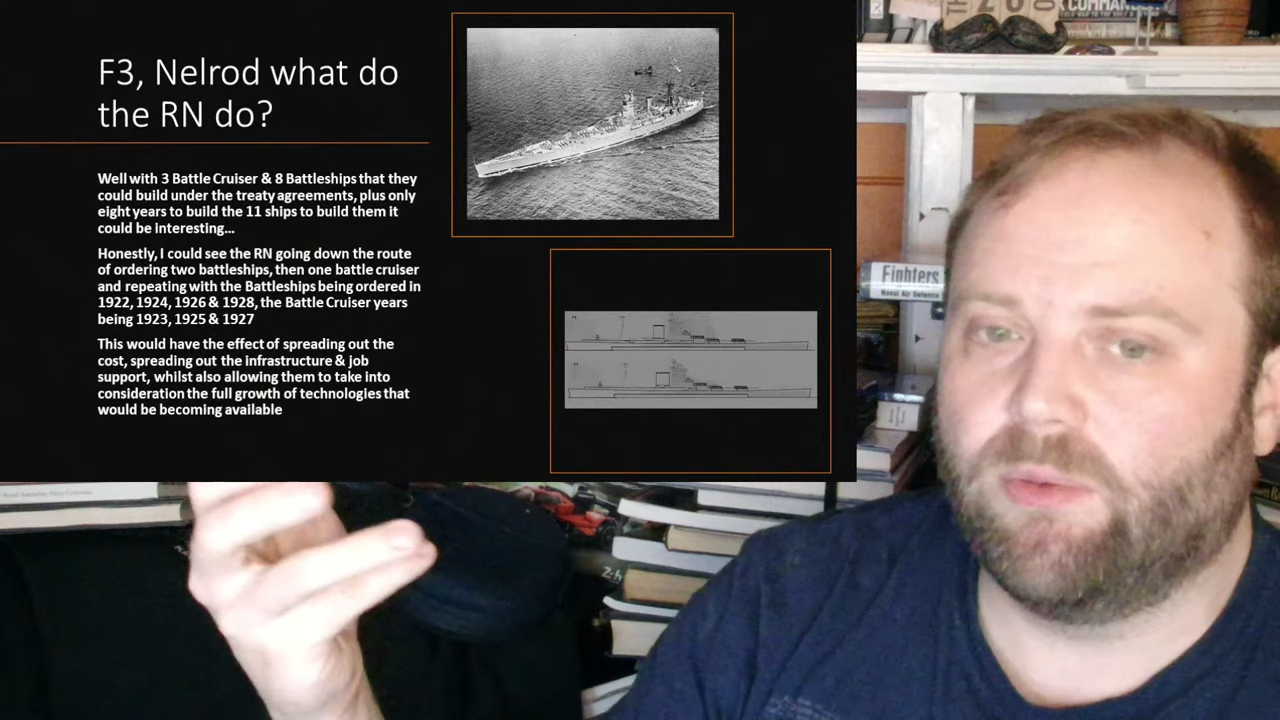 F3, Nelrod what do
the RN do?
Well with 3 Battle Cruiser & 8 Battleships that they
could build under the treaty agreements, plus only
eight years to build the 11 ships to build them it
could be interesting...
Honestly, I could see the RN going down the route
of ordering two battleships, then one battle cruiser
and repeating with the Battleships being ordered in
1922, 1924, 1926 & 1928, the Battle Cruiser years
being 1923, 1925 & 1927
This would have the effect of spreading out the
cost, spreading out the infrastructure & job
support, whilst also allowing them to take into
consideration the full growth of technologies that
would be becoming available
COMMAND
Fighters
Naval Air Defence